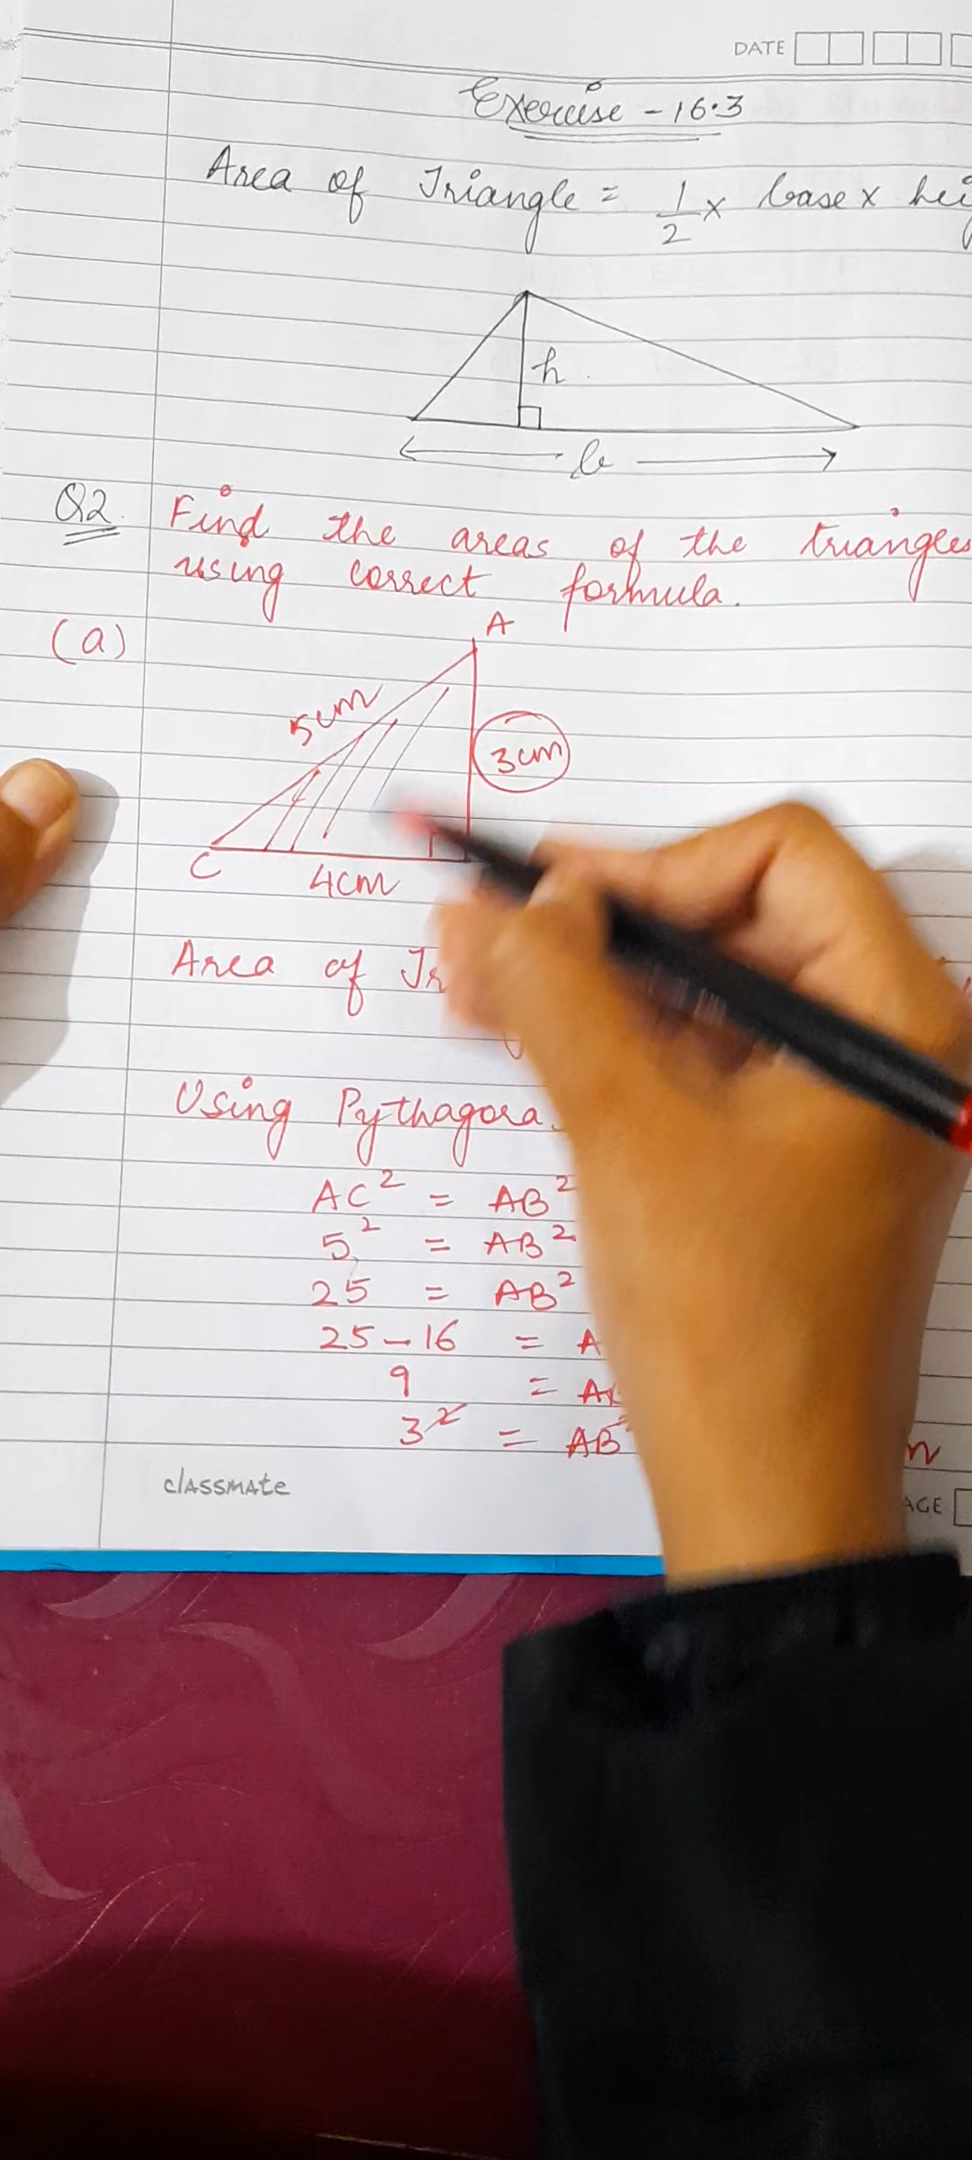 DATE
Exercise - 16.3
Area of Triangle = 1/2 × base ×
h
b
Q2. Find the areas of the triangles
using correct formula.
(a)
A
5cm
3cm
C
4cm
Area of
Using
AC² = AB²
5² = AB²
25 = AB²
25-16 =
9 =
3² = AB
classmate